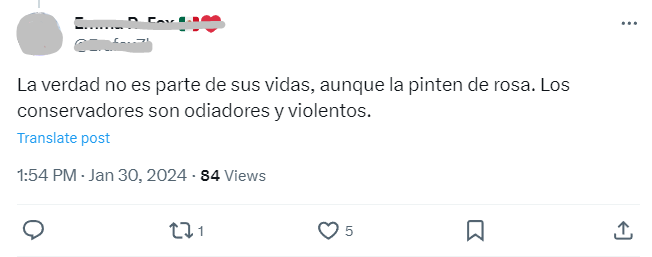 La verdad no es parte de sus vidas, aunque la pinten de rosa. Los
conservadores son odiadores y violentos.
Translate post
1:54 PM · Jan 30, 2024 · 84 Views
1
5